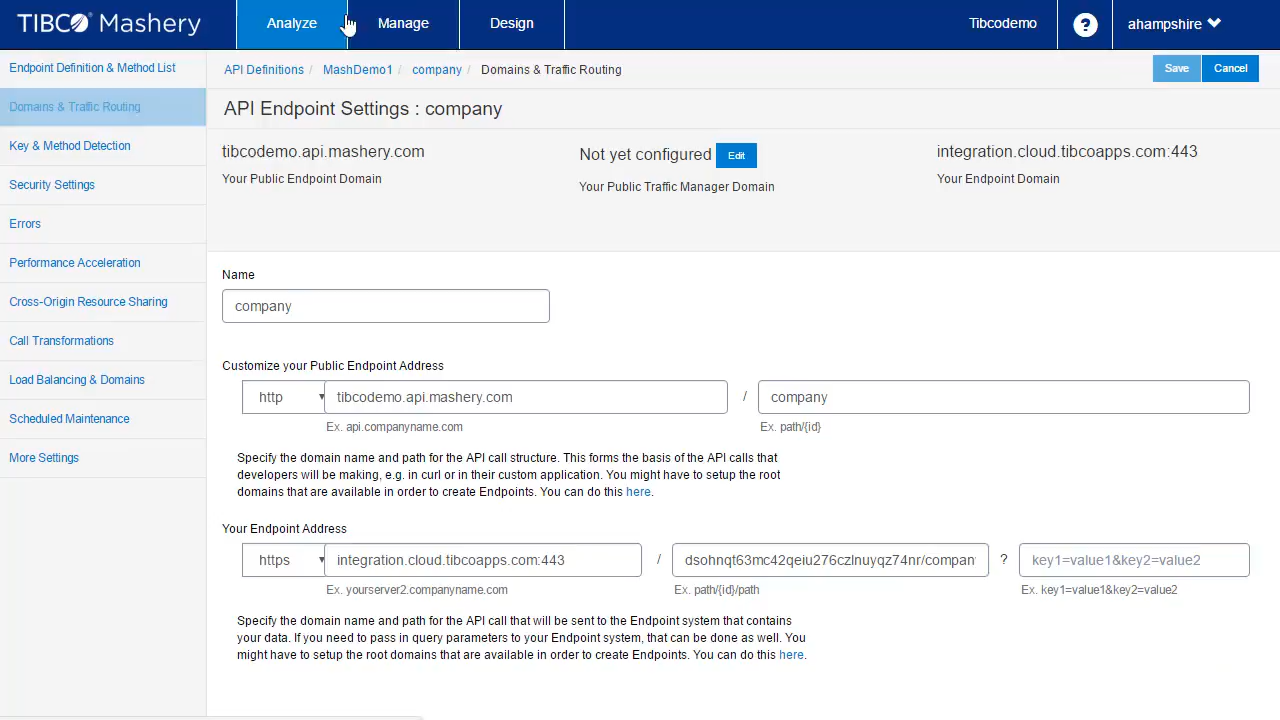 TIBCO Mashery
Analyze
Manage
Design
Tibcodemo
?
ahampshire
Endpoint Definition & Method List
Domains & Traffic Routing
Key & Method Detection
Security Settings
Errors
Performance Acceleration
Cross-Origin Resource Sharing
Call Transformations
Load Balancing & Domains
Scheduled Maintenance
More Settings
API Definitions / MashDemo1 / company / Domains & Traffic Routing
Save
Cancel
API Endpoint Settings : company
tibcodemo.api.mashery.com
Your Public Endpoint Domain
Not yet configured Edit
Your Public Traffic Manager Domain
integration.cloud.tibcoapps.com:443
Your Endpoint Domain
Name
company
Customize your Public Endpoint Address
http tibcodemo.api.mashery.com / company
Ex. api.companyname.com
Ex. path/{id}
Specify the domain name and path for the API call structure. This forms the basis of the API calls that
developers will be making, e.g. in curl or in their custom application. You might have to setup the root
domains that are available in order to create Endpoints. You can do this here.
Your Endpoint Address
https integration.cloud.tibcoapps.com:443 / dsohnqt63mc42qeiu276czlnuyqz74nr/compan ? key1=value1&key2=value2
Ex. yourserver2.companyname.com
Ex. path/{id}/path
Ex. key1=value1&key2=value2
Specify the domain name and path for the API call that will be sent to the Endpoint system that contains
your data. If you need to pass in query parameters to your Endpoint system, that can be done as well. You
might have to setup the root domains that are available in order to create Endpoints. You can do this here.